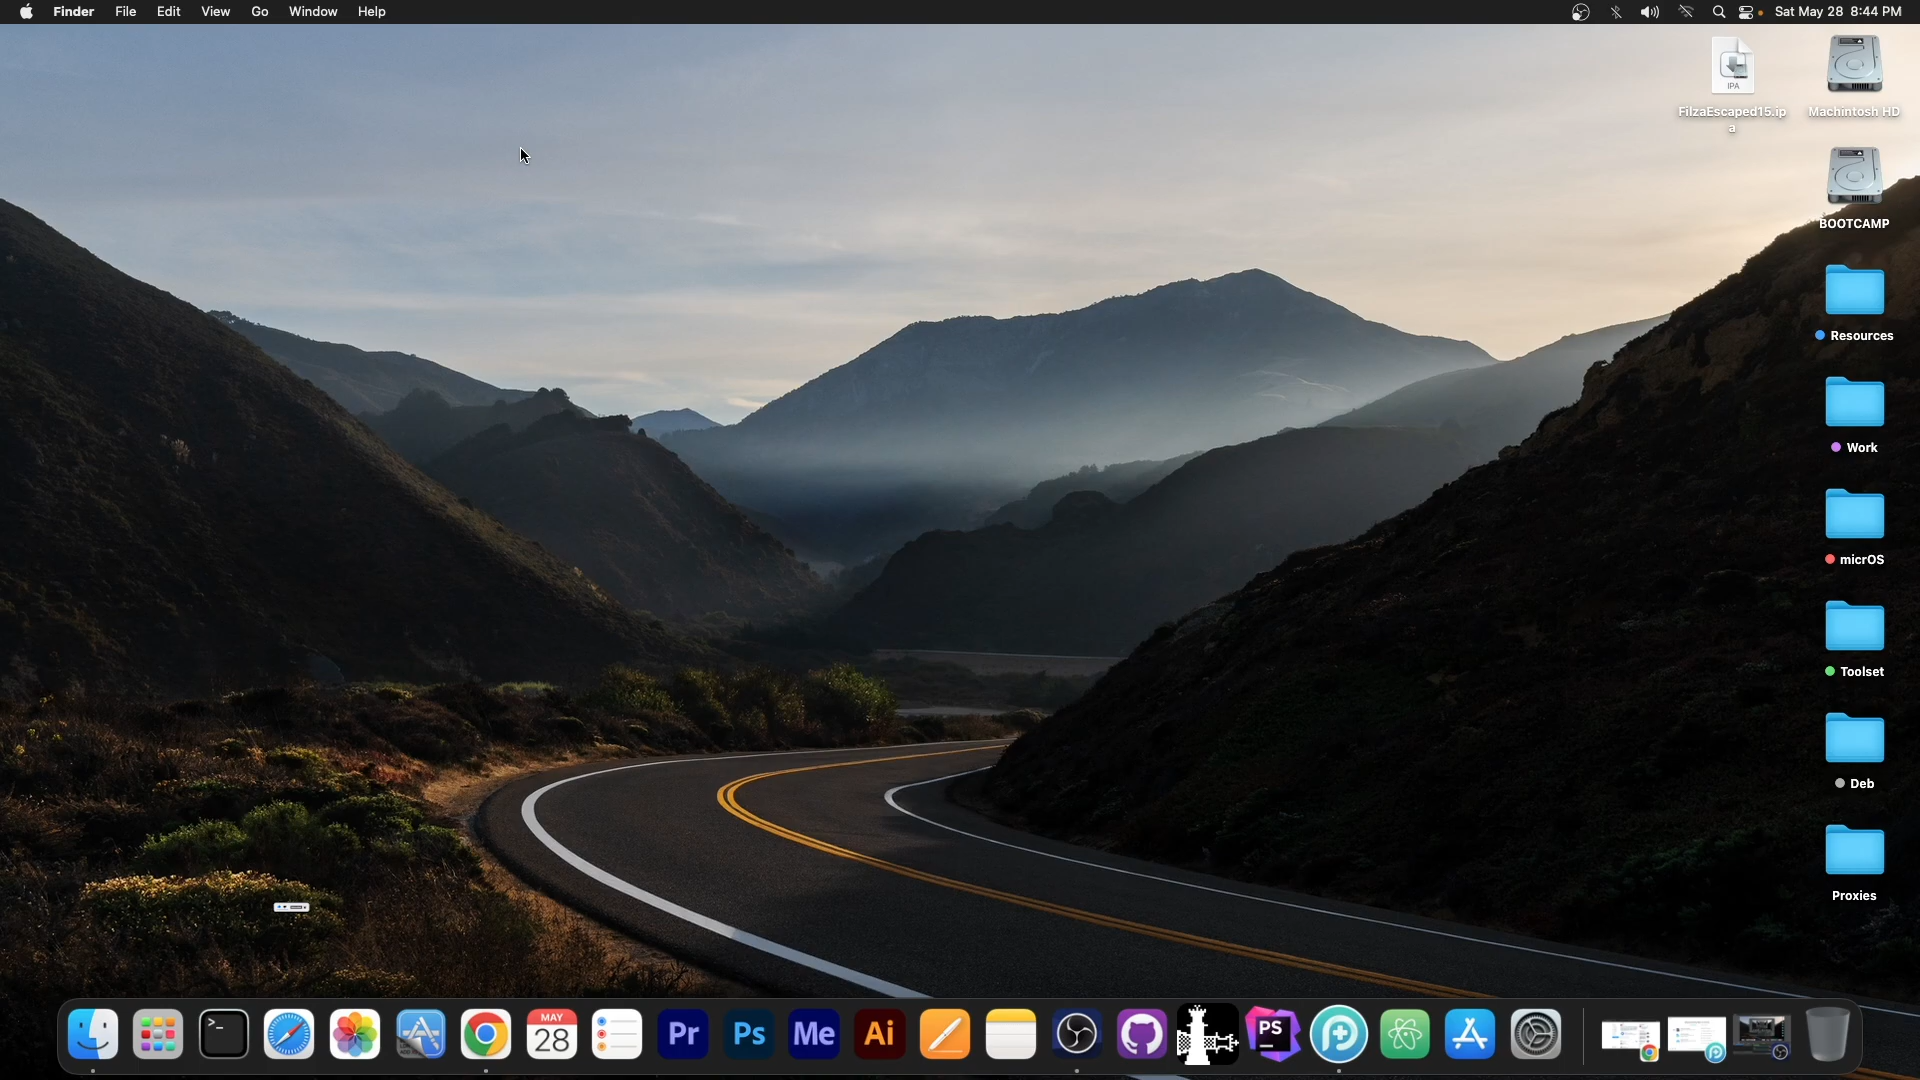 Finder File Edit View Go Window Help Sat May 28 8:44 PM
IPA
FilzaEscaped15.ip
a
Machintosh HD
BOOTCAMP
Resources
Work
micrOS
Toolset
Deb
Proxies
>_
MAY
28
Pr
Ps
Me
Ai
PS